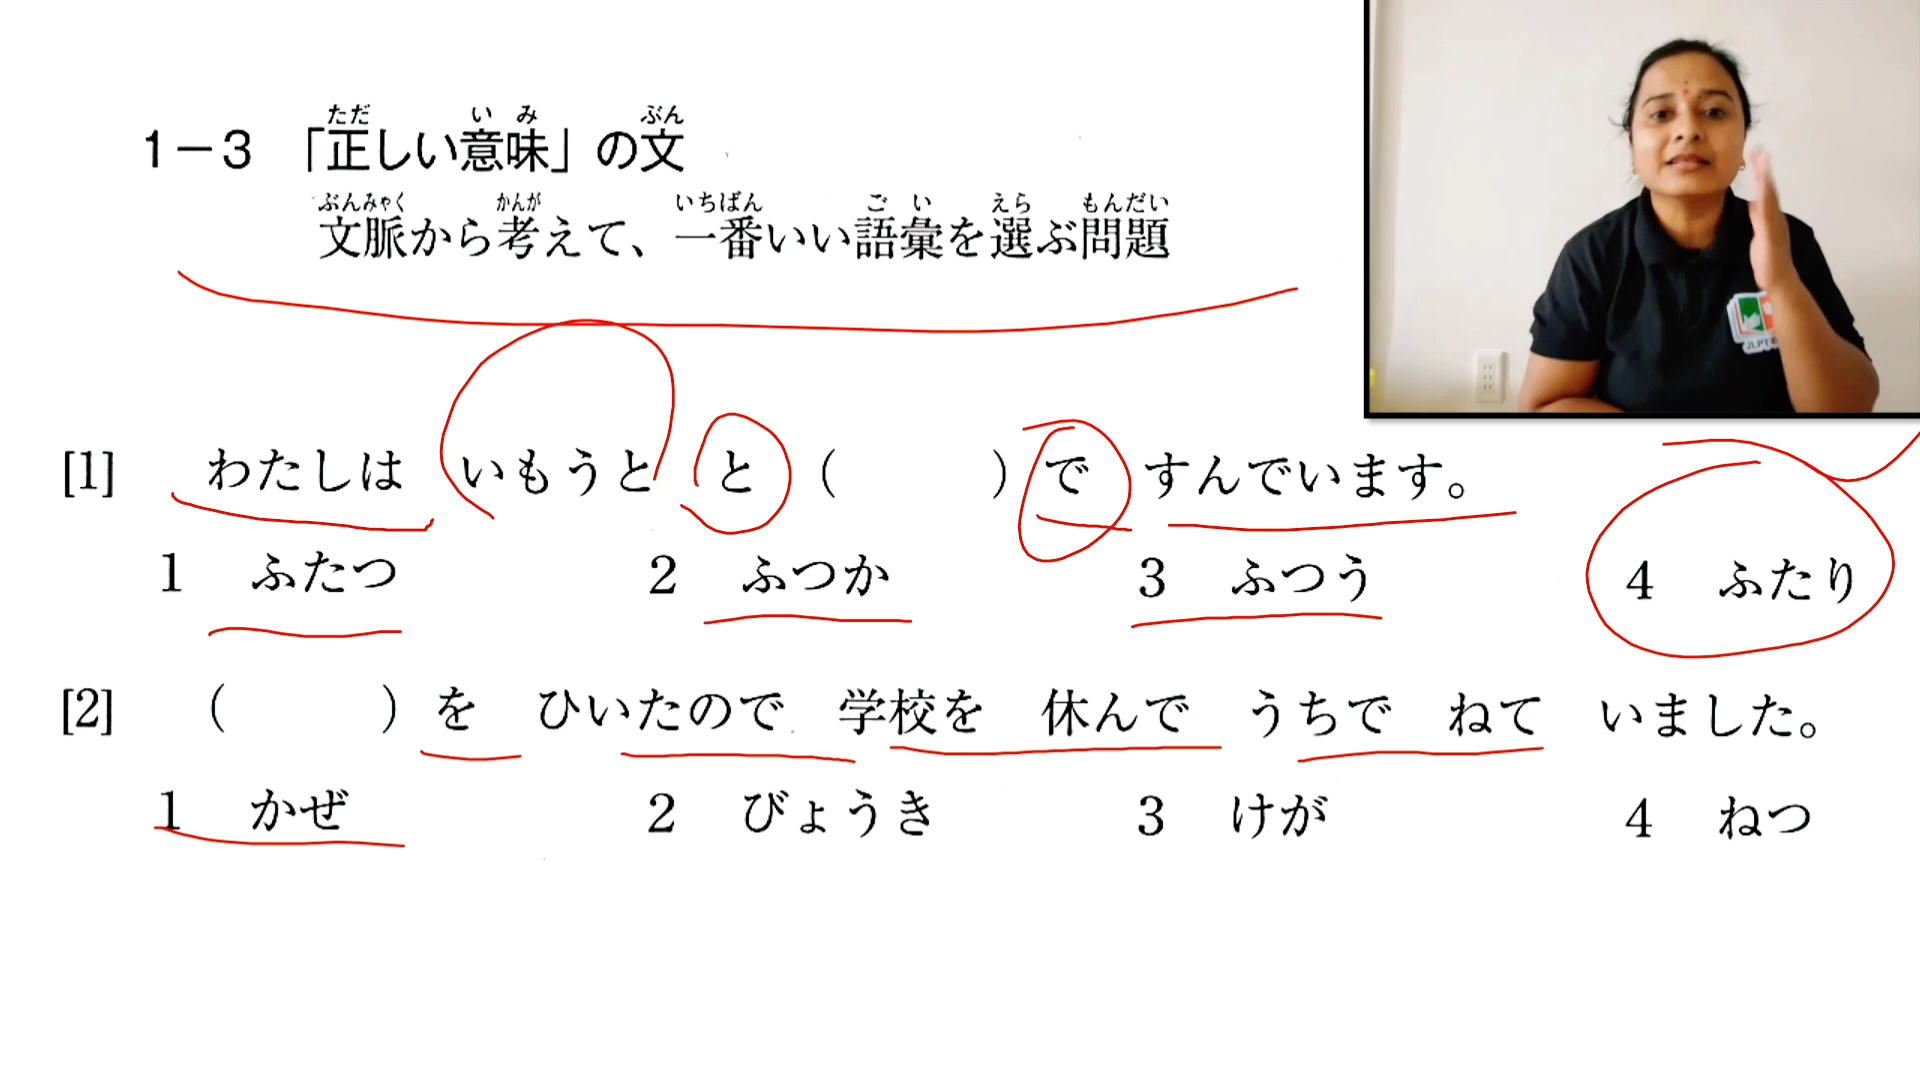 1－3 「正しい意味」の文
文脈から考えて、一番いい語彙を選ぶ問題
[1] わたしは いもうと と （ ） で すんでいます。
1 ふたつ 2 ふつか 3 ふつう 4 ふたり
[2] （ ） を ひいたので 学校を 休んで うちで ねて いました。
1 かぜ 2 びょうき 3 けが 4 ねつ
JLPT